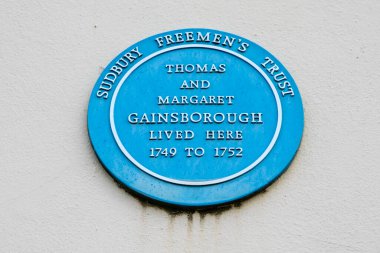 SUDBURY FREEMEN'S TRUST
THOMAS
AND
MARGARET
GAINSBOROUGH
LIVED HERE
1749 TO 1752